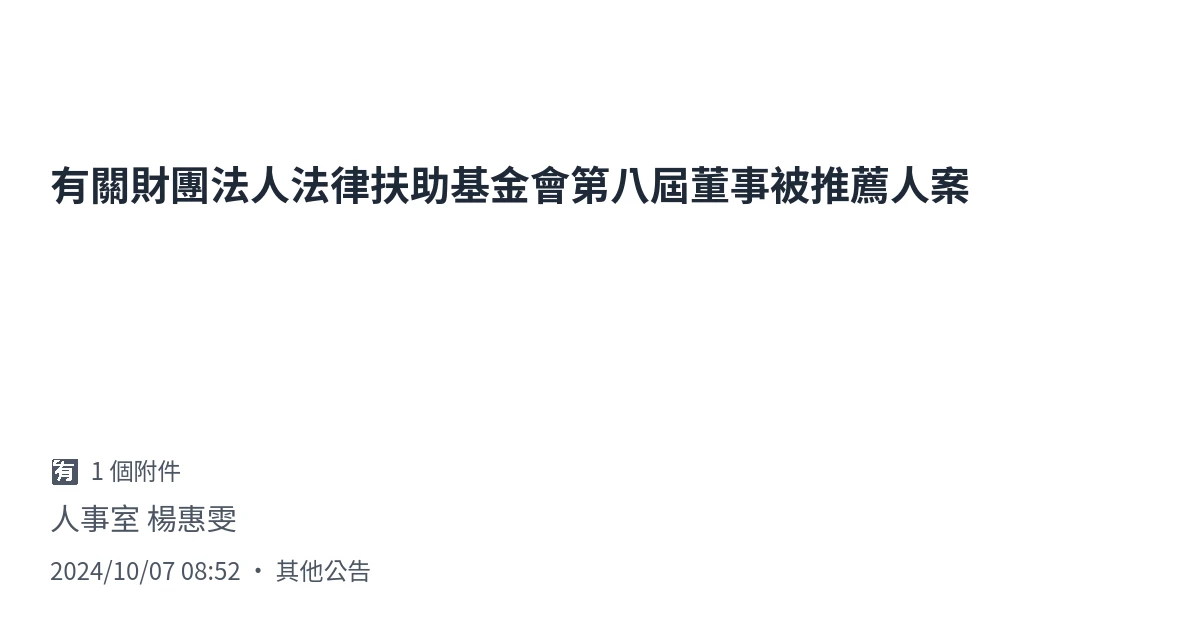 有關財團法人法律扶助基金會第八屆董事被推薦人案
有 1 個附件
人事室 楊惠雯
2024/10/07 08:52 • 其他公告